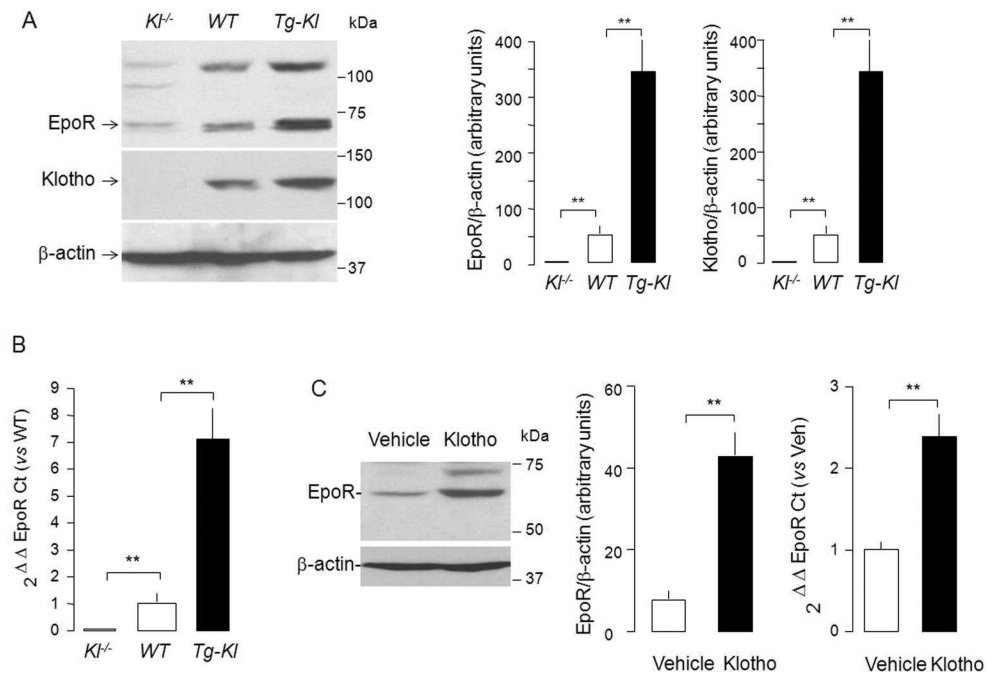 A
Kl-/- WT Tg-Kl kDa
100
EpoR
75
150
Klotho
100
β-actin
37
EpoR/β-actin (arbitrary units)
400
300
200
100
0
**
**
Kl-/- WT Tg-Kl
Klotho/β-actin (arbitrary units)
400
300
200
100
0
**
**
Kl-/- WT Tg-Kl
B
2 Δ Δ EpoR Ct (vs WT)
9
8
7
6
5
4
3
2
1
0
**
**
Kl-/- WT Tg-Kl
C
Vehicle Klotho kDa
75
EpoR-
50
β-actin-
37
EpoR/β-actin (arbitrary units)
60
40
20
0
**
Vehicle Klotho
2 Δ Δ EpoR Ct (vs Veh)
3
2
1
0
**
Vehicle Klotho